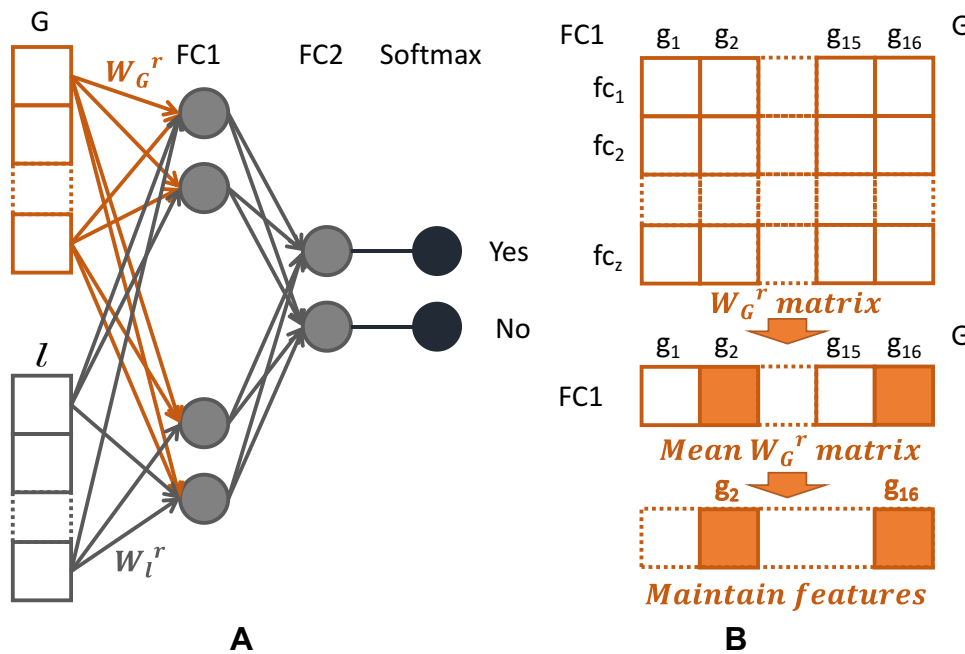 G
W_G^r
FC1
FC2
Softmax
Yes
No
l
W_l^r
A
FC1
g₁ g₂ g₁₅ g₁₆
G
fc₁
fc₂
fc_z
W_G^r matrix
g₁ g₂ g₁₅ g₁₆
G
FC1
Mean W_G^r matrix
g₂ g₁₆
Maintain features
B